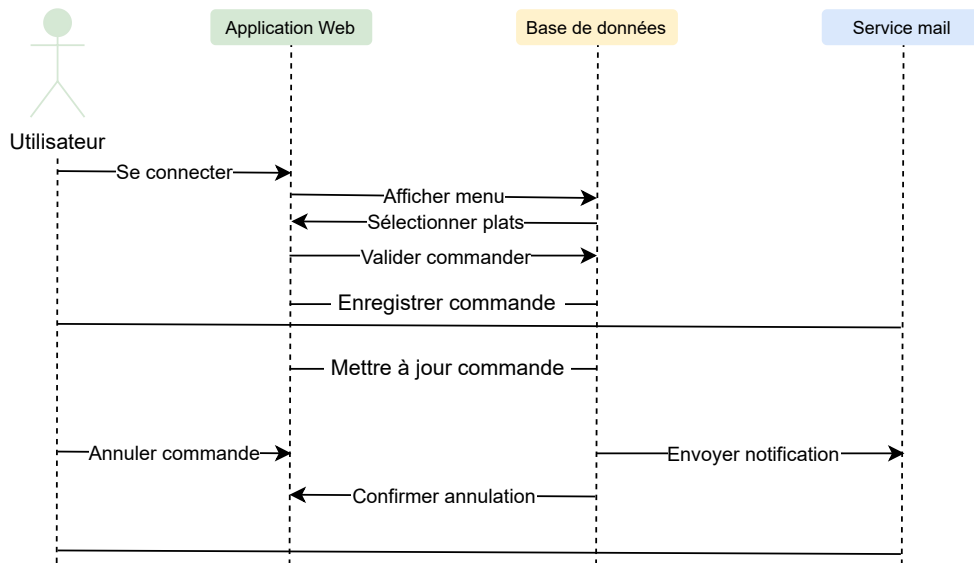 Application Web
Base de données
Service mail
Utilisateur
Se connecter
Afficher menu
Sélectionner plats
Valider commander
Enregistrer commande
Mettre à jour commande
Annuler commande
Envoyer notification
Confirmer annulation